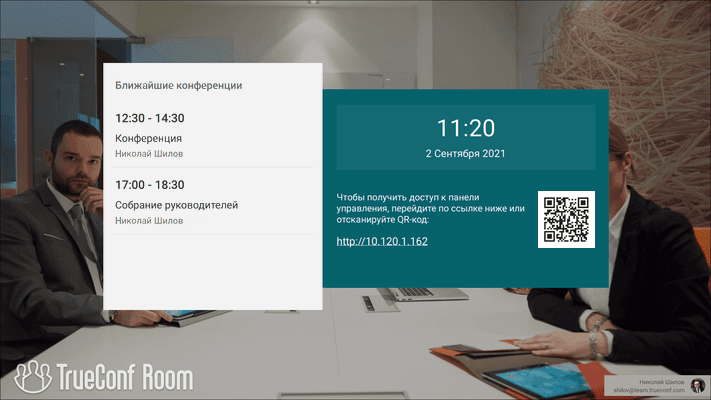 Ближайшие конференции
12:30 - 14:30
Конференция
Николай Шилов
17:00 - 18:30
Собрание руководителей
Николай Шилов
11:20
2 Сентября 2021
Чтобы получить доступ к панели
управления, перейдите по ссылке ниже или
отсканируйте QR-код:
http://10.120.1.162
TrueConf Room
Николай Шилов
shilov@team.trueconf.com